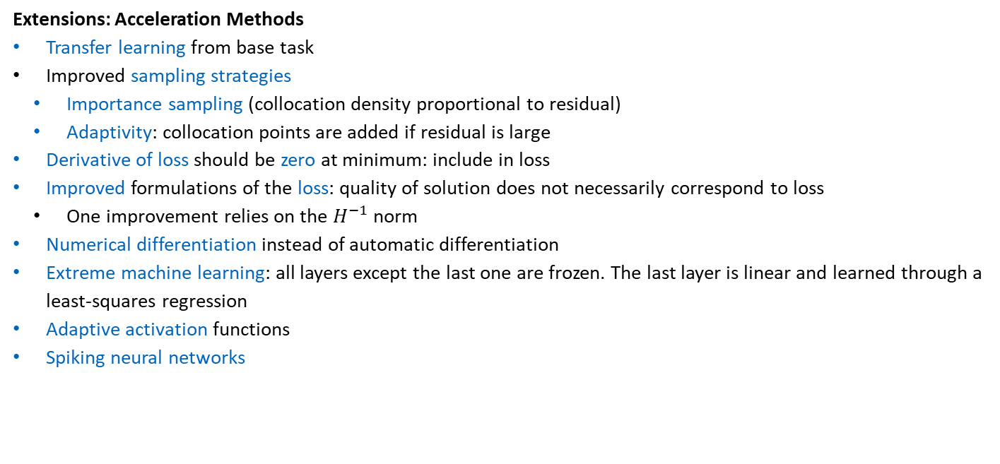 Extensions: Acceleration Methods
• Transfer learning from base task
• Improved sampling strategies
• Importance sampling (collocation density proportional to residual)
• Adaptivity: collocation points are added if residual is large
• Derivative of loss should be zero at minimum: include in loss
• Improved formulations of the loss: quality of solution does not necessarily correspond to loss
• One improvement relies on the H⁻¹ norm
• Numerical differentiation instead of automatic differentiation
• Extreme machine learning: all layers except the last one are frozen. The last layer is linear and learned through a
least-squares regression
• Adaptive activation functions
• Spiking neural networks